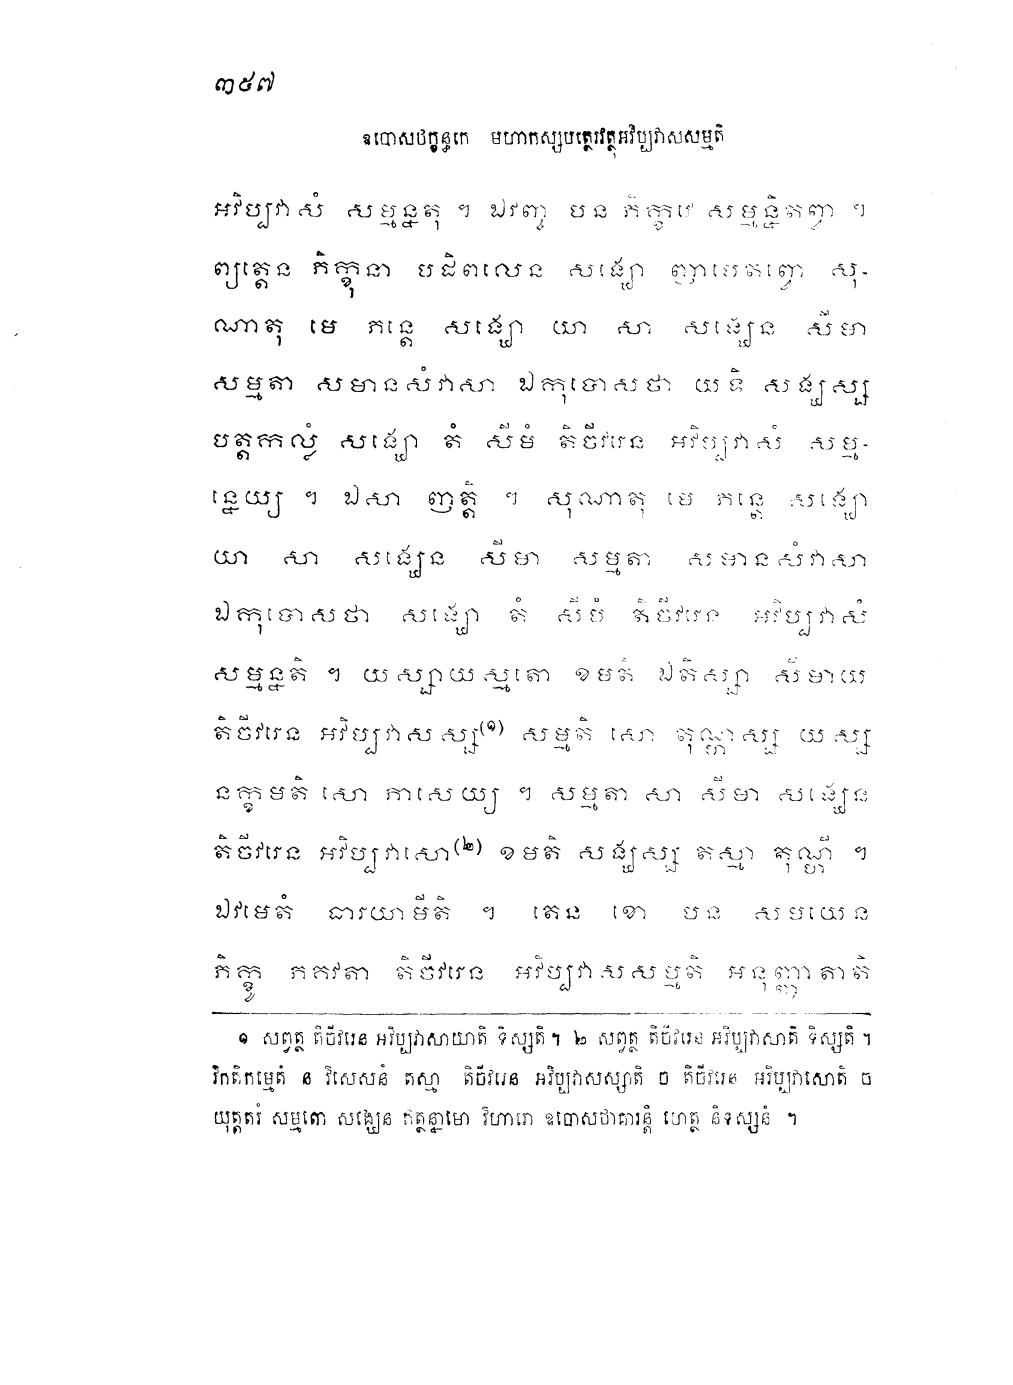 ៣៥៧
ឧបោសថក្ខន្ធកេ មហាកស្សបត្ថេរវត្ថុអវិប្បវាសសម្មតិ
អវិប្បវាសំ សម្មន្នតុ ។ ឯវញ្ច បន ភិក្ខវេ សម្មន្និតញ្វា ។
ព្យត្តេន ភិក្ខុនា បដិពលេន សង្ឃោ ញាបេតព្វោ សុ-
ណាតុ មេ ភន្តេ សង្ឃោ យា សា សង្ឃេន សីមា
សម្មតា សមានសំវាសា ឯកុបោសថា យទិ សង្ឃស្ស
បត្តកល្លំ សង្ឃោ តំ សីមំ តិចីវរេន អវិប្បវាសំ សម្ម-
ន្នេយ្យ ។ ឯសា ញត្តិ ។ សុណាតុ មេ ភន្តេ សង្ឃោ
យា សា សង្ឃេន សីមា សម្មតា សមានសំវាសា
ឯកុបោសថា សង្ឃោ តំ សីមំ តិចីវរេន អវិប្បវាសំ
សម្មន្នតិ ។ យស្សាយស្មតោ ខមតិ ឯតិស្សា សីមាយ
តិចីវរេន អវិប្បវាសស្ស(១) សម្មតិ សោ តុណ្ហស្ស យស្ស
នក្ខមតិ សោ ភាសេយ្យ ។ សម្មតា សា សីមា សង្ឃេន
តិចីវរេន អវិប្បវាសោ(២) ខមតិ សង្ឃស្ស តស្មា តុណ្ហី ។
ឯវមេតំ ធារយាមីតិ ។ តេន ខោ បន សមយេន
ភិក្ខូ ភគវតា តិចីវរេន អវិប្បវាសសម្មតិ អនុញ្ញាតាតិ
១ សព្វត្ថ តិចីវរេន អវិប្បវាសាយាតិ ទិស្សតិ។ ២ សព្វត្ថ តិចីវរេន អវិប្បវាសាតិ ទិស្សតិ ។
វិកតិកម្មេតំ ន វិសេសនំ តស្មា តិចីវរេន អវិប្បវាសស្សាតិ ច តិចីវរេន អវិប្បវាសោតិ ច
យុត្តតរំ សម្មតោ សង្ឃេន ឥត្ថន្នាមោ វិហារោ ឧបោសថាគារន្តិ ហេត្ថ និទស្សនំ ។